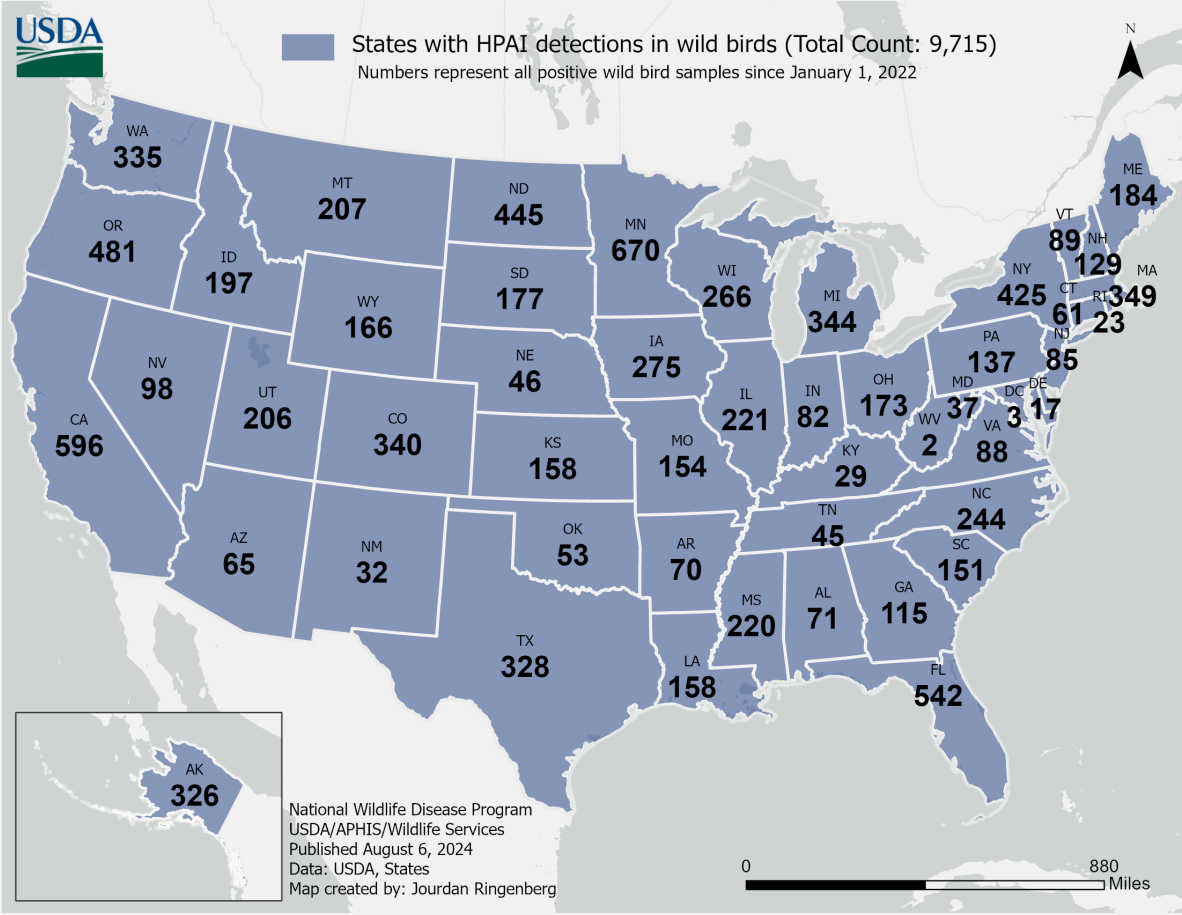 USDA
States with HPAI detections in wild birds (Total Count: 9,715)
Numbers represent all positive wild bird samples since January 1, 2022
N
WA
335
MT
207
ND
445
MN
670
ME
184
OR
481
ID
197
SD
177
WI
266
VT
89
NH
129
WY
166
MI
344
NY
425
MA
349
CT
61
RI
23
NV
98
UT
206
NE
46
IA
275
PA
137
NJ
85
CA
596
CO
340
IL
221
IN
82
OH
173
MD
37
DC
3
DE
17
WV
2
VA
88
KS
158
MO
154
KY
29
NC
244
AZ
65
NM
32
OK
53
AR
70
TN
45
SC
151
MS
220
AL
71
GA
115
TX
328
LA
158
FL
542
AK
326
National Wildlife Disease Program
USDA/APHIS/Wildlife Services
Published August 6, 2024
Data: USDA, States
Map created by: Jourdan Ringenberg
0
880
Miles